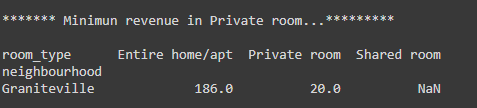 ******* Minimun revenue in Private room...*********
room_type Entire home/apt Private room Shared room
neighbourhood
Graniteville 186.0 20.0 NaN